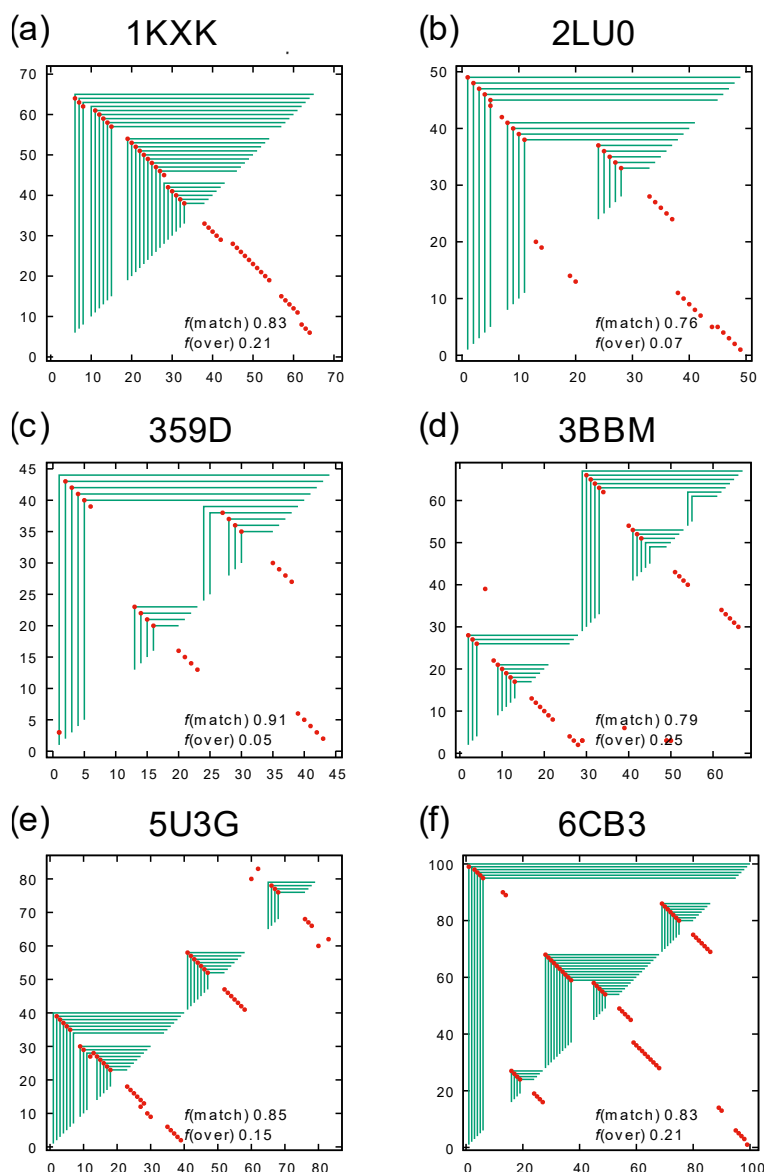 (a) 1KXK
70
60
50
40
30
20
10
0
f(match) 0.83
f(over) 0.21
0 10 20 30 40 50 60 70
(b) 2LU0
50
40
30
20
10
0
f(match) 0.76
f(over) 0.07
0 10 20 30 40 50
(c) 359D
45
40
35
30
25
20
15
10
5
0
f(match) 0.91
f(over) 0.05
0 5 10 15 20 25 30 35 40 45
(d) 3BBM
60
50
40
30
20
10
0
f(match) 0.79
f(over) 0.25
0 20 40 60
(e) 5U3G
80
70
60
50
40
30
20
10
0
f(match) 0.85
f(over) 0.15
0 10 20 30 40 50 60 70 80
(f) 6CB3
100
80
60
40
20
0
f(match) 0.83
f(over) 0.21
0 20 40 60 80 100